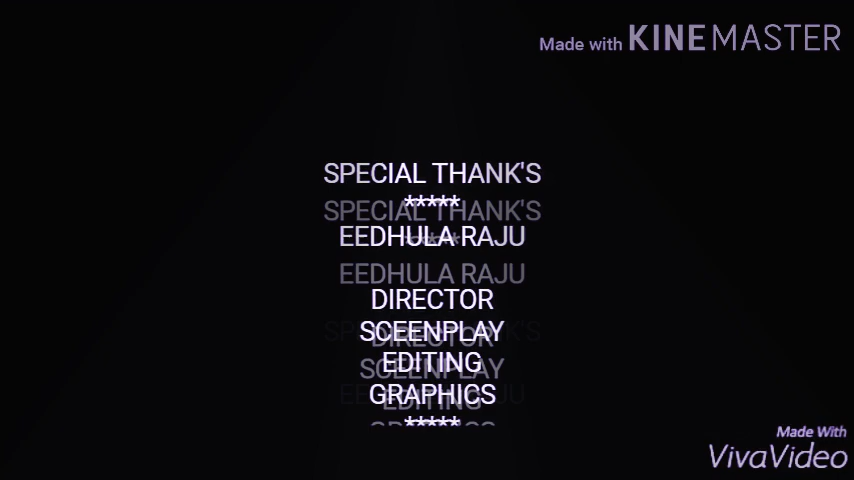 Made with KINEMASTER
SPECIAL THANK'S
*****
EEDHULA RAJU
DIRECTOR
SCEENPLAY
EDITING
GRAPHICS
*****
Made With
VivaVideo